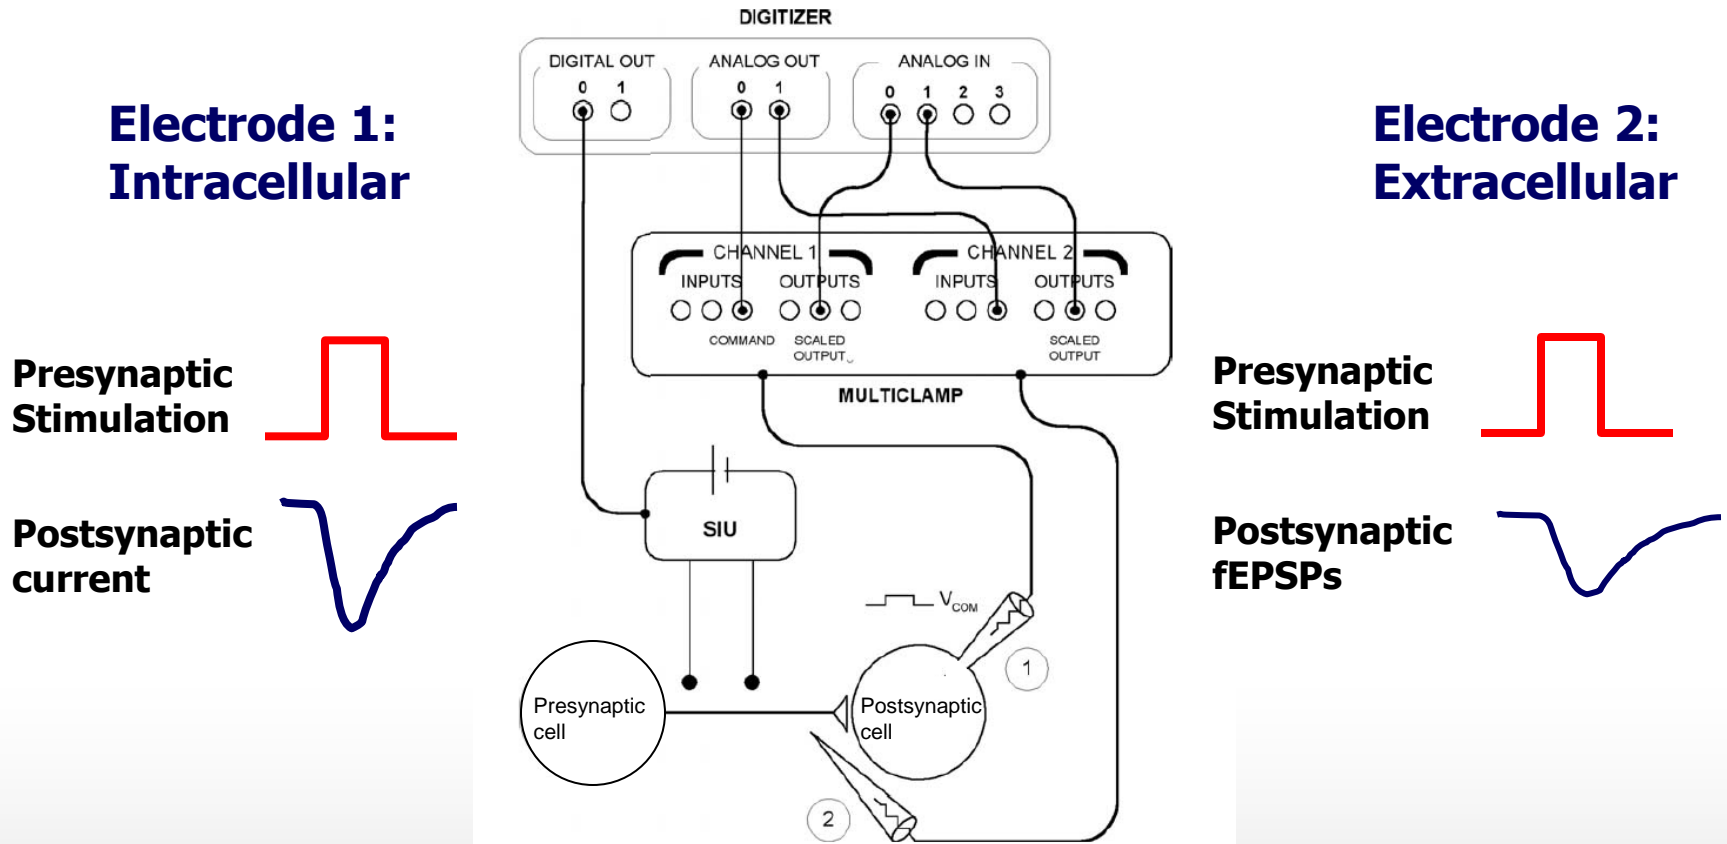 DIGITIZER
DIGITAL OUT
ANALOG OUT
ANALOG IN
0 1
0 1
0 1 2 3
Electrode 1:
Intracellular
Electrode 2:
Extracellular
CHANNEL 1
CHANNEL 2
INPUTS
OUTPUTS
INPUTS
OUTPUTS
COMMAND
SCALED
OUTPUT
SCALED
OUTPUT
MULTICLAMP
Presynaptic
Stimulation
Presynaptic
Stimulation
SIU
Postsynaptic
current
Postsynaptic
fEPSPs
VCOM
1
Presynaptic
cell
Postsynaptic
cell
2